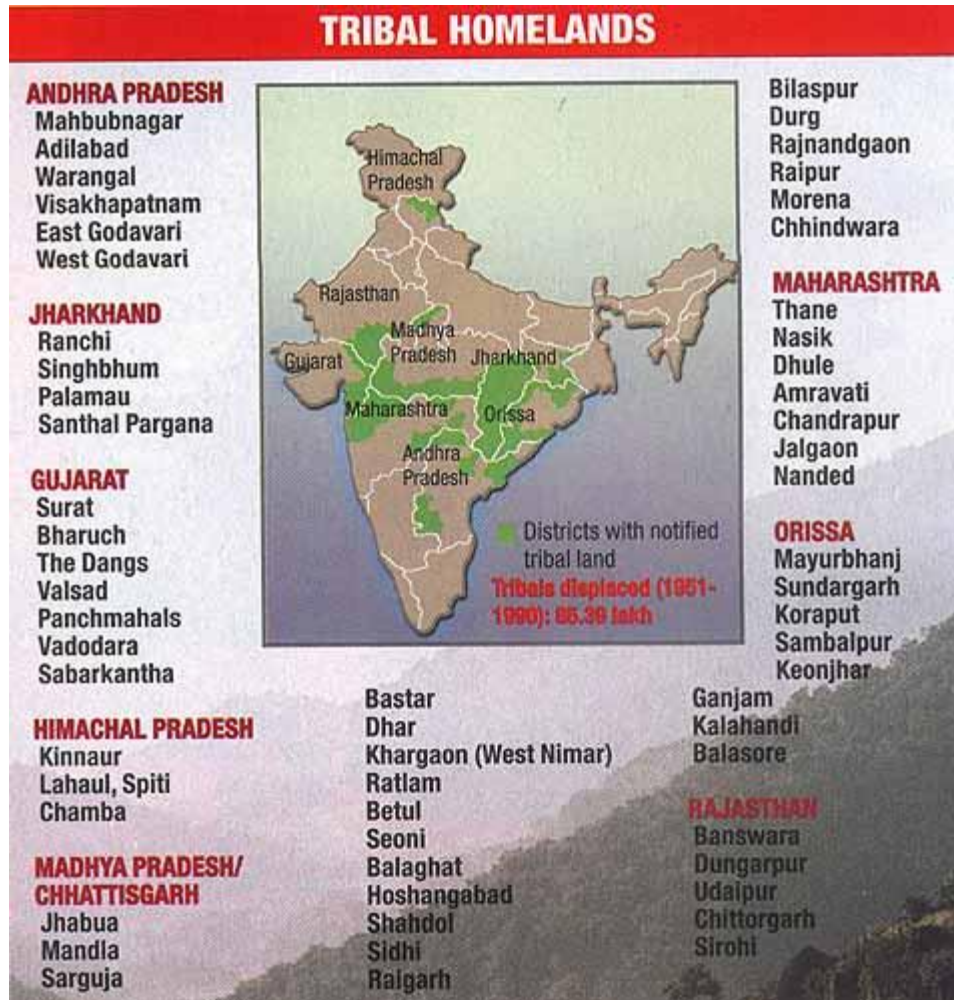 TRIBAL HOMELANDS
ANDHRA PRADESH
Mahbubnagar
Adilabad
Warangal
Visakhapatnam
East Godavari
West Godavari
JHARKHAND
Ranchi
Singhbhum
Palamau
Santhal Pargana
GUJARAT
Surat
Bharuch
The Dangs
Valsad
Panchmahals
Vadodara
Sabarkantha
HIMACHAL PRADESH
Kinnaur
Lahaul, Spiti
Chamba
MADHYA PRADESH/
CHHATTISGARH
Jhabua
Mandla
Sarguja
Bastar
Dhar
Khargaon (West Nimar)
Ratlam
Betul
Seoni
Balaghat
Hoshangabad
Shahdol
Sidhi
Raigarh
Bilaspur
Durg
Rajnandgaon
Raipur
Morena
Chhindwara
MAHARASHTRA
Thane
Nasik
Dhule
Amravati
Chandrapur
Jalgaon
Nanded
ORISSA
Mayurbhanj
Sundargarh
Koraput
Sambalpur
Keonjhar
Ganjam
Kalahandi
Balasore
RAJASTHAN
Banswara
Dungarpur
Udaipur
Chittorgarh
Sirohi
Himachal
Pradesh
Rajasthan
Madhya
Pradesh
Gujarat
Jharkhand
Maharashtra
Orissa
Andhra
Pradesh
Districts with notified
tribal land
Tribals displaced (1951-
1990): 85.39 lakh